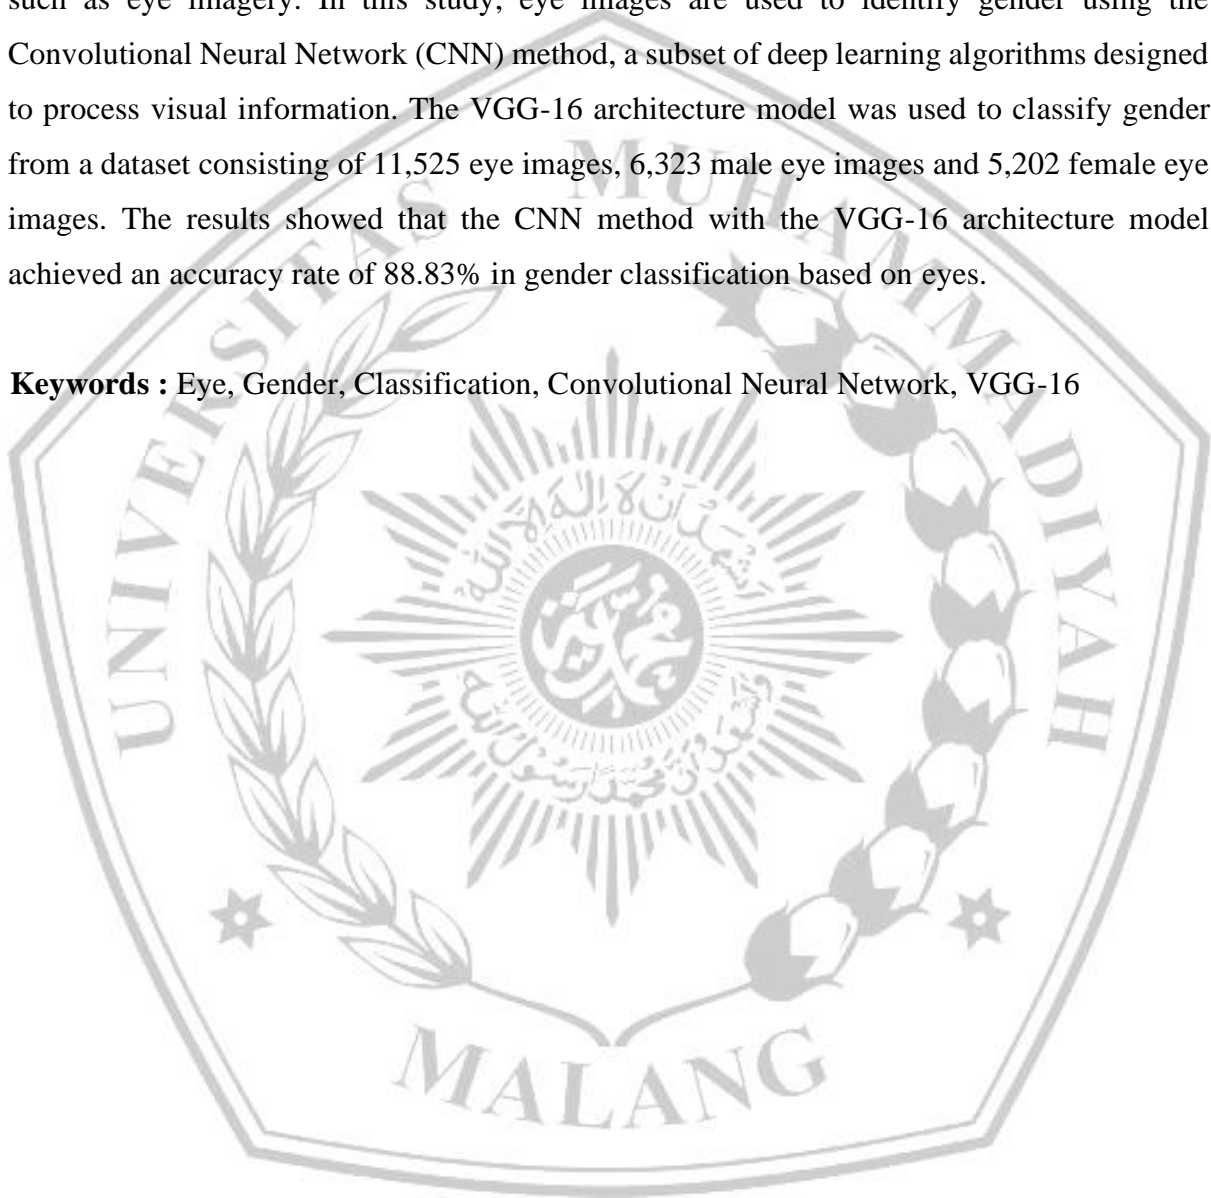 such as eye imagery. In this study, eye images are used to identify gender using the
Convolutional Neural Network (CNN) method, a subset of deep learning algorithms designed
to process visual information. The VGG-16 architecture model was used to classify gender
from a dataset consisting of 11,525 eye images, 6,323 male eye images and 5,202 female eye
images. The results showed that the CNN method with the VGG-16 architecture model
achieved an accuracy rate of 88.83% in gender classification based on eyes.
Keywords : Eye, Gender, Classification, Convolutional Neural Network, VGG-16
UNIVERSITAS MUHAMMADIYAH
MALANG